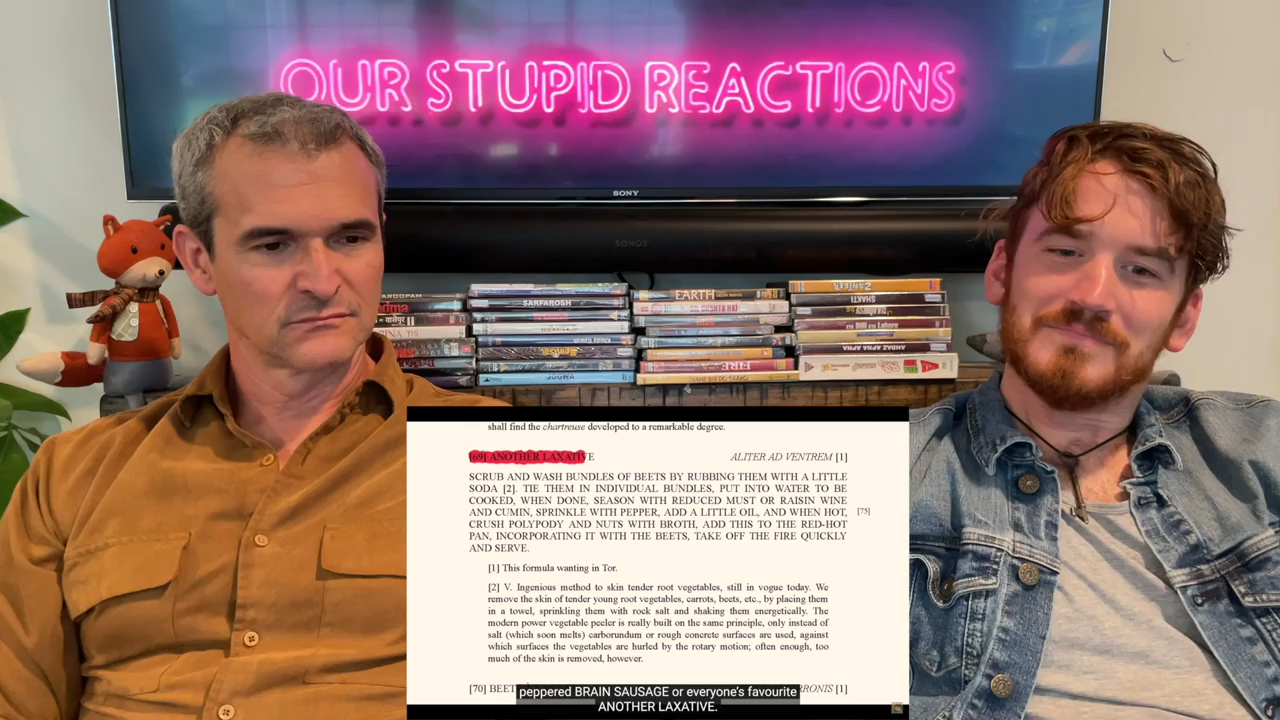 OUR STUPID REACTIONS
SONY
SONOS
SARFAROSH
EARTH
DIL CHAHTA HAI
SHAKTI
ANDAZ APNA APNA
FIRE
JOGWA
shall find the chartreuse developed to a remarkable degree.
[69] ANOTHER LAXATIVE ALITER AD VENTREM [1]
SCRUB AND WASH BUNDLES OF BEETS BY RUBBING THEM WITH A LITTLE
SODA [2]. TIE THEM IN INDIVIDUAL BUNDLES, PUT INTO WATER TO BE
COOKED, WHEN DONE, SEASON WITH REDUCED MUST OR RAISIN WINE
AND CUMIN, SPRINKLE WITH PEPPER, ADD A LITTLE OIL, AND WHEN HOT, [75]
CRUSH POLYPODY AND NUTS WITH BROTH, ADD THIS TO THE RED-HOT
PAN, INCORPORATING IT WITH THE BEETS, TAKE OFF THE FIRE QUICKLY
AND SERVE.
[1] This formula wanting in Tor.
[2] V. Ingenious method to skin tender root vegetables, still in vogue today. We
remove the skin of tender young root vegetables, carrots, beets, etc., by placing them
in a towel, sprinkling them with rock salt and shaking them energetically. The
modern power vegetable peeler is really built on the same principle, only instead of
salt (which soon melts) carborundum or rough concrete surfaces are used, against
which surfaces the vegetables are hurled by the rotary motion; often enough, too
much of the skin is removed, however.
[70] BEET [1]
peppered BRAIN SAUSAGE or everyone's favourite
ANOTHER LAXATIVE.